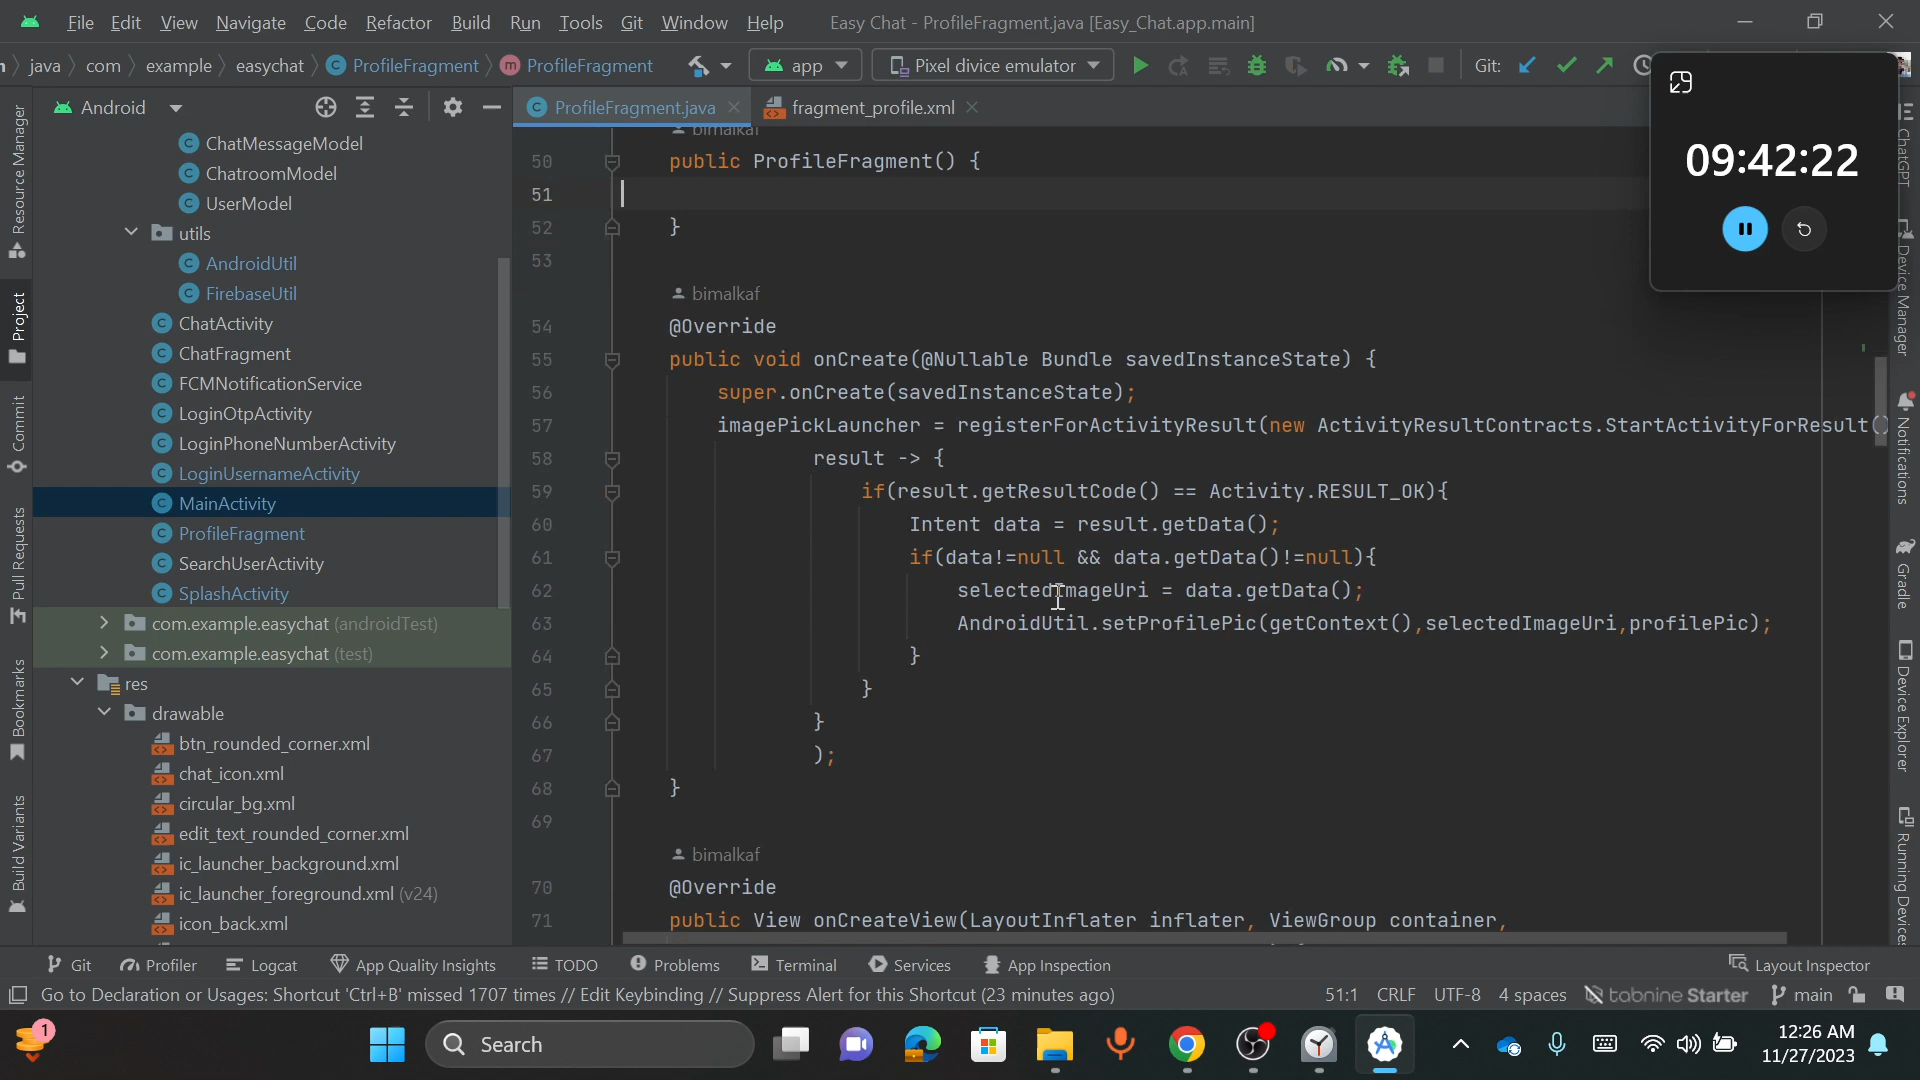 File Edit View Navigate Code Refactor Build Run Tools Git Window Help Easy Chat - ProfileFragment.java [Easy_Chat.app.main]
java com example easychat ProfileFragment ProfileFragment app Pixel divice emulator Git:
Android
ProfileFragment.java fragment_profile.xml
09:42:22
Resource Manager
Project
Commit
Pull Requests
Bookmarks
Build Variants
ChatMessageModel
ChatroomModel
UserModel
utils
AndroidUtil
FirebaseUtil
ChatActivity
ChatFragment
FCMNotificationService
LoginOtpActivity
LoginPhoneNumberActivity
LoginUsernameActivity
MainActivity
ProfileFragment
SearchUserActivity
SplashActivity
com.example.easychat (androidTest)
com.example.easychat (test)
res
drawable
btn_rounded_corner.xml
chat_icon.xml
circular_bg.xml
edit_text_rounded_corner.xml
ic_launcher_background.xml
ic_launcher_foreground.xml (v24)
icon_back.xml
bimalkaf
50 public ProfileFragment() {
51
52 }
53
bimalkaf
54 @Override
55 public void onCreate(@Nullable Bundle savedInstanceState) {
56 super.onCreate(savedInstanceState);
57 imagePickLauncher = registerForActivityResult(new ActivityResultContracts.StartActivityForResult()
58 result -> {
59 if(result.getResultCode() == Activity.RESULT_OK){
60 Intent data = result.getData();
61 if(data!=null && data.getData()!=null){
62 selectedImageUri = data.getData();
63 AndroidUtil.setProfilePic(getContext(),selectedImageUri,profilePic);
64 }
65 }
66 }
67 );
68 }
69
bimalkaf
70 @Override
71 public View onCreateView(LayoutInflater inflater, ViewGroup container,
ChatGPT
Device Manager
Notifications
Gradle
Device Explorer
Running Devices
Git Profiler Logcat App Quality Insights TODO Problems Terminal Services App Inspection Layout Inspector
Go to Declaration or Usages: Shortcut 'Ctrl+B' missed 1707 times // Edit Keybinding // Suppress Alert for this Shortcut (23 minutes ago) 51:1 CRLF UTF-8 4 spaces tabnine Starter main
1
Search
12:26 AM
11/27/2023